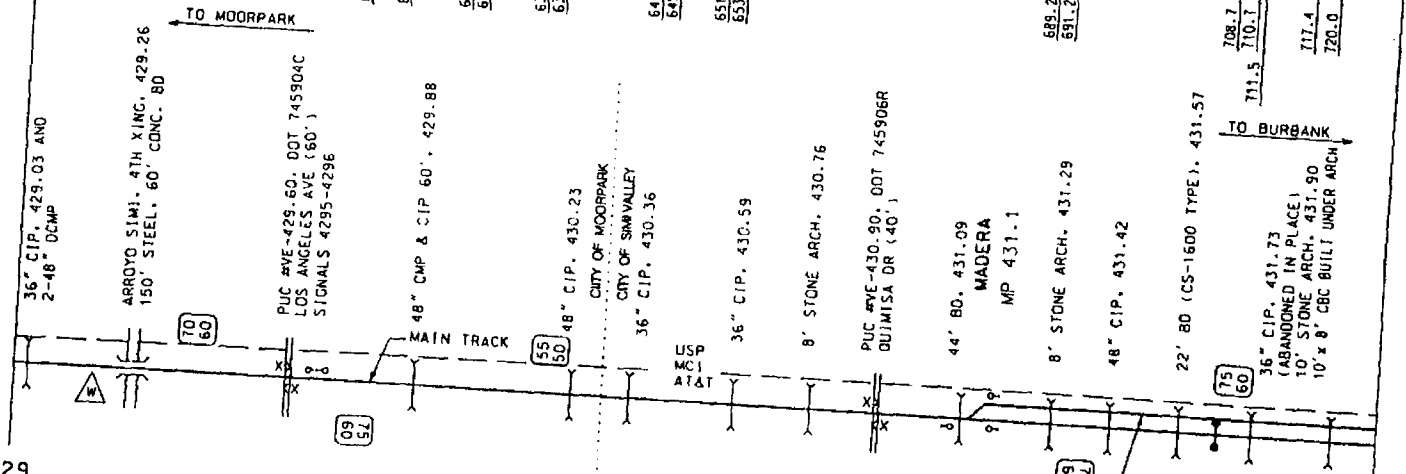 TO MOORPARK
689.2
691.2
708.7
710.7
711.5
717.4
720.0
36" CIP, 429.03 AND
2-48" DCMP
ARROYO SIMI, 4TH XING, 429.26
150' STEEL, 60' CONC. BD
PUC #VE-429.60, DOT 745904C
LOS ANGELES AVE (60')
SIGNALS 4295-4296
48" CMP & CIP 60', 429.88
48" CIP, 430.23
CITY OF MOORPARK
CITY OF SIMI VALLEY
36" CIP, 430.36
36" CIP, 430.59
8' STONE ARCH, 430.76
PUC #VE-430.90, DOT 745906R
QUIMISA DR (40')
44' BD, 431.09
MADERA
MP 431.1
8' STONE ARCH, 431.29
48" CIP, 431.42
22' BD (CS-1600 TYPE), 431.57
TO BURBANK
36" CIP, 431.73
(ABANDONED IN PLACE)
10' STONE ARCH, 431.90
10'x 8' CBC BUILT UNDER ARCH
70
60
MAIN TRACK
55
50
USP
MCI
AT&T
75
60
W
X
X
X
X
75
60
29